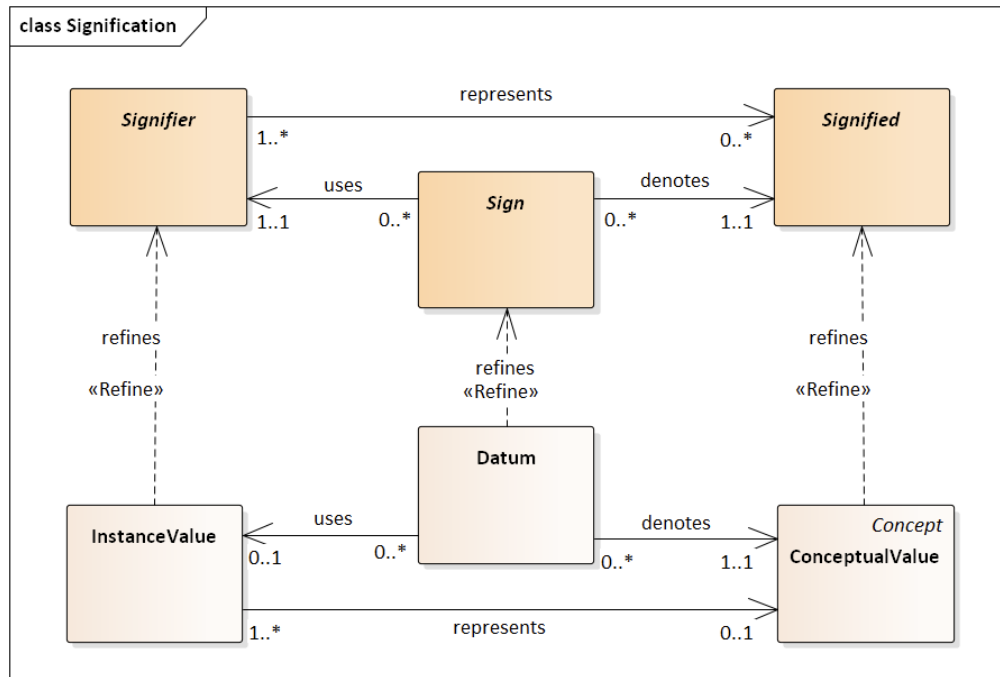 class Signification
Signifier
represents
Signified
1..*
0..*
uses
Sign
denotes
1..1
0..*
0..*
1..1
refines
refines
refines
«Refine»
«Refine»
«Refine»
Datum
InstanceValue
uses
denotes
Concept
ConceptualValue
0..1
0..*
0..*
1..1
1..*
represents
0..1